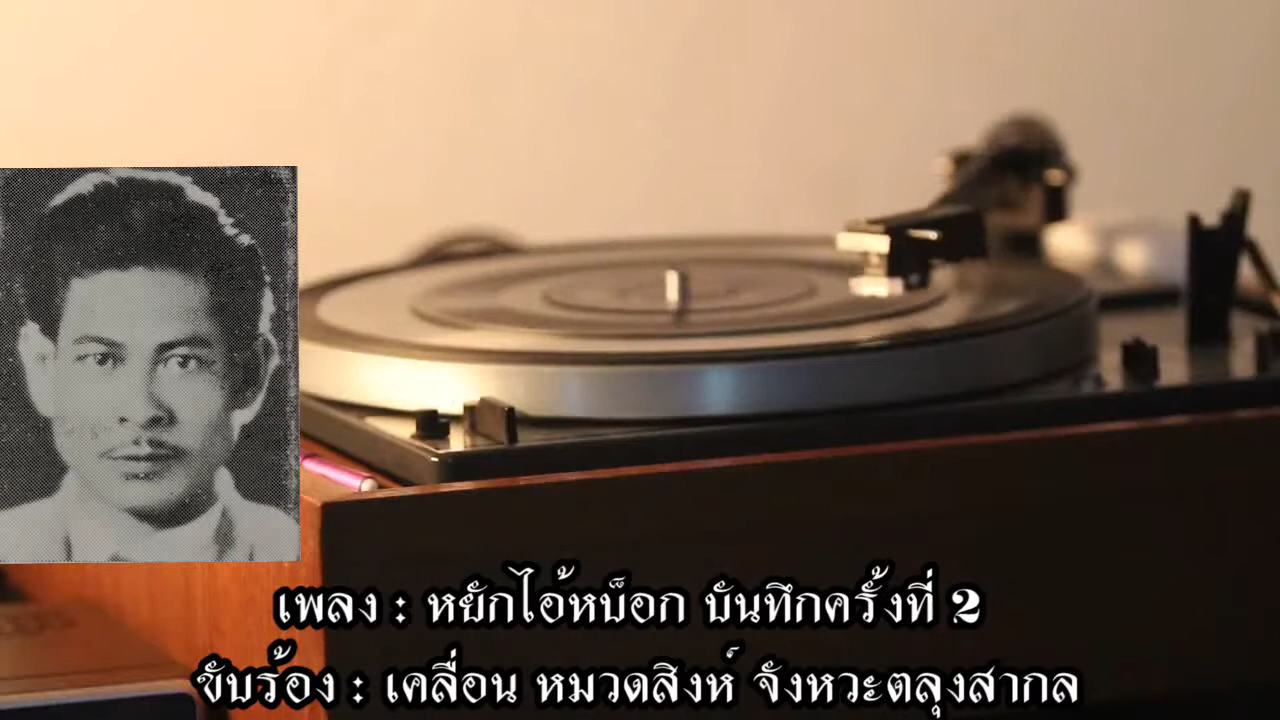 เพลง : หยักไอ้หบ็อก บันทึกครั้งที่ 2
ขับร้อง : เคลื่อน หมวดสิงห์ จังหวะตลุงสากล